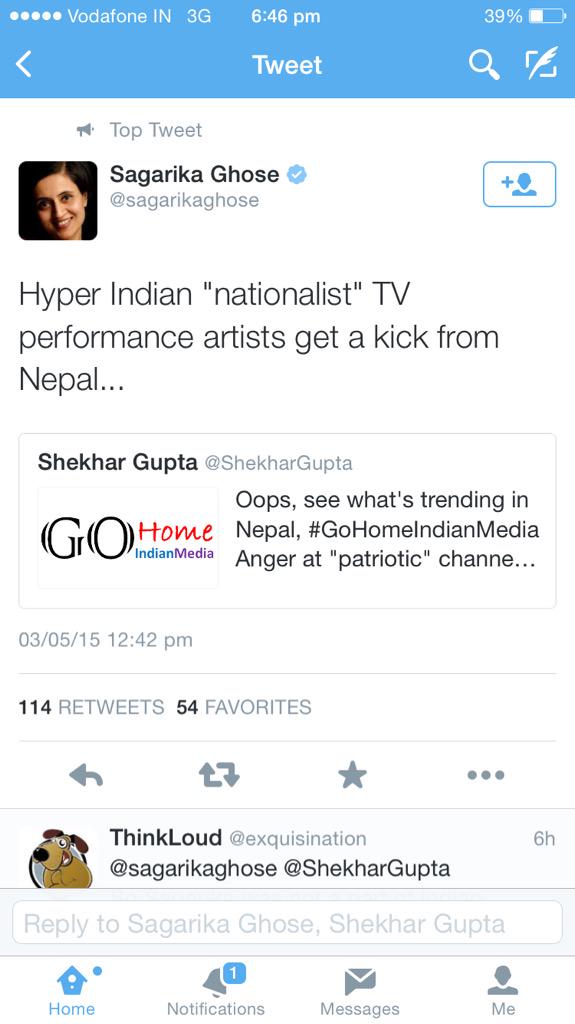 Vodafone IN 3G 6:46 pm 39%
Tweet
Top Tweet
Sagarika Ghose
@sagarikaghose
Hyper Indian "nationalist" TV
performance artists get a kick from
Nepal...
Shekhar Gupta @ShekharGupta
GO Home
IndianMedia
Oops, see what's trending in
Nepal, #GoHomeIndianMedia
Anger at "patriotic" channe...
03/05/15 12:42 pm
114 RETWEETS 54 FAVORITES
ThinkLoud @exquisination 6h
@sagarikaghose @ShekharGupta
Reply to Sagarika Ghose, Shekhar Gupta
1
Home Notifications Messages Me